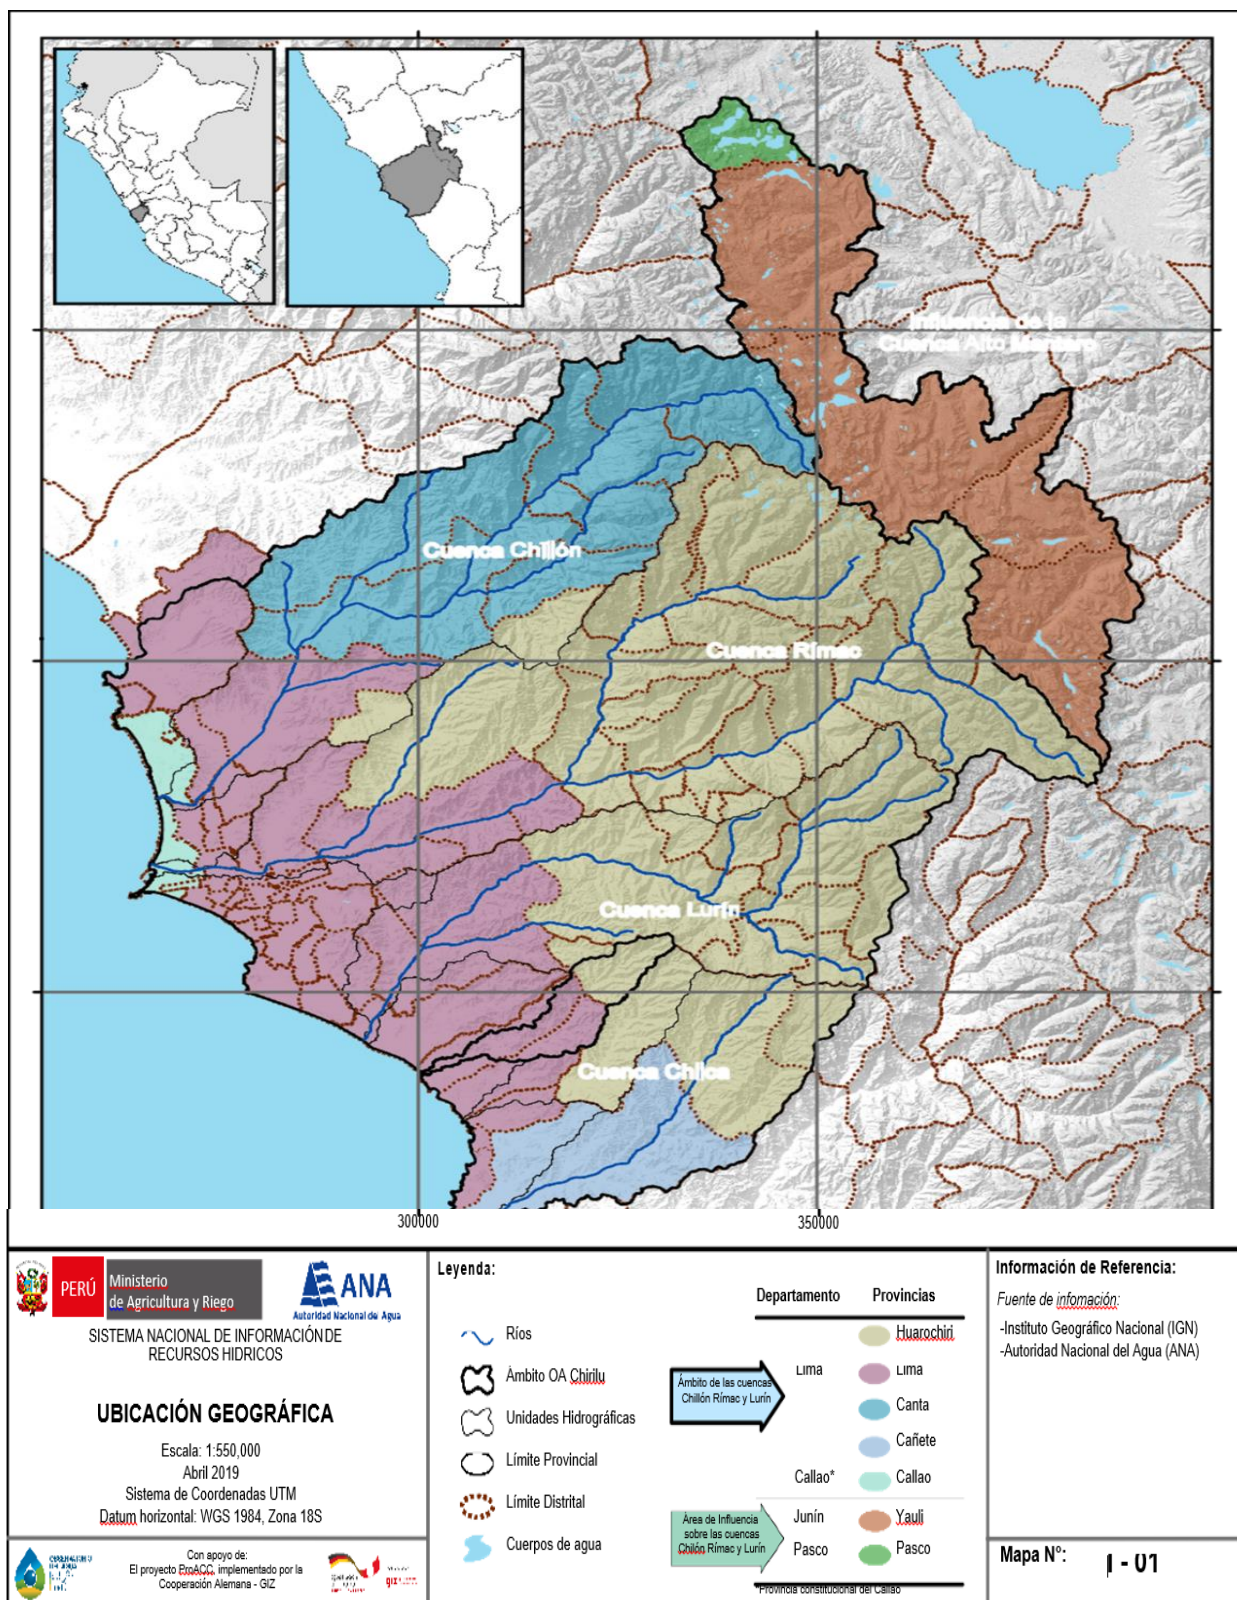 Influencia de la
Cuenca Alto Mantaro
Cuenca Chillón
Cuenca Rímac
Cuenca Lurín
Cuenca Chilca
300000
350000
PERÚ
Ministerio
de Agricultura y Riego
ANA
Autoridad Nacional del Agua
SISTEMA NACIONAL DE INFORMACIÓN DE
RECURSOS HIDRICOS
UBICACIÓN GEOGRÁFICA
Escala: 1:550,000
Abril 2019
Sistema de Coordenadas UTM
Datum horizontal: WGS 1984, Zona 18S
Con apoyo de:
El proyecto ProACC, implementado por la
Cooperación Alemana - GIZ
giz
Leyenda:
Ríos
Ámbito OA Chirilu
Unidades Hidrográficas
Límite Provincial
Límite Distrital
Cuerpos de agua
Departamento
Provincias
Ámbito de las cuencas
Chillón Rímac y Lurín
Lima
Huarochiri
Lima
Canta
Cañete
Callao*
Callao
Área de Influencia
sobre las cuencas
Chilón Rímac y Lurín
Junín
Yauli
Pasco
Pasco
*Provincia constitucional del Callao
Información de Referencia:
Fuente de infomación:
-Instituto Geográfico Nacional (IGN)
-Autoridad Nacional del Agua (ANA)
Mapa N°:
I - 01